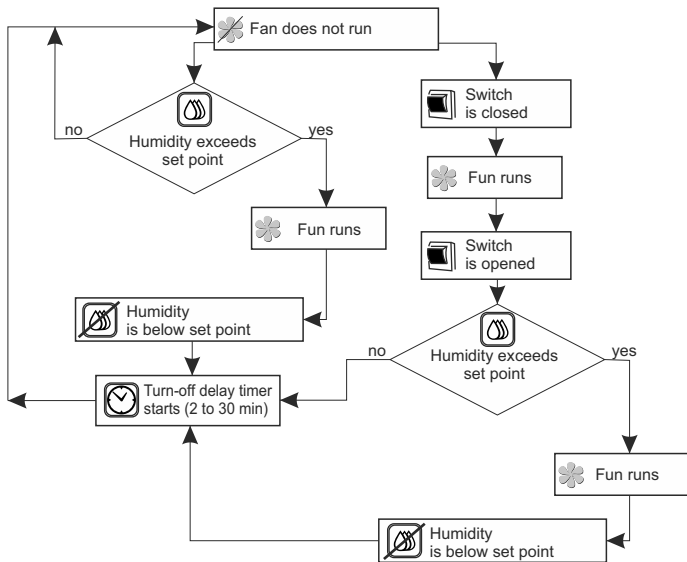 Fan does not run
Switch
is closed
no
Humidity exceeds
set point
yes
Fun runs
Fun runs
Switch
is opened
Humidity
is below set point
no
Humidity exceeds
set point
yes
Turn-off delay timer
starts (2 to 30 min)
Fun runs
Humidity
is below set point